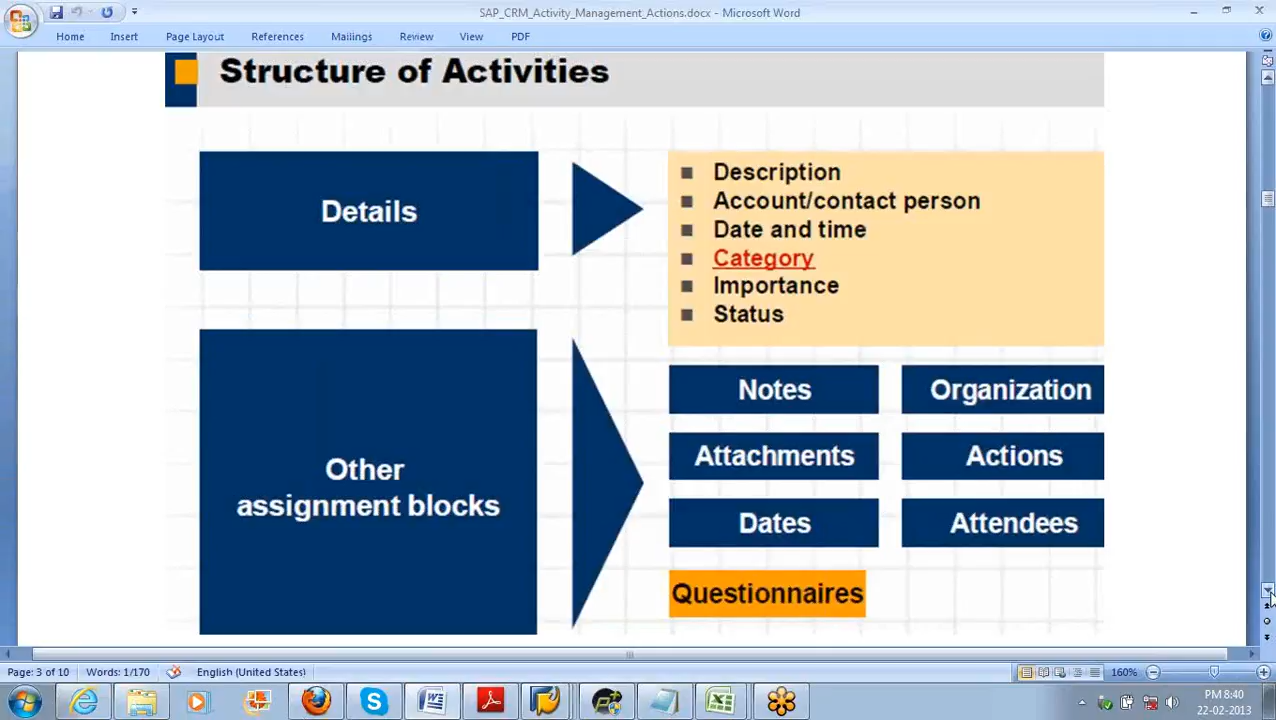 SAP_CRM_Activity_Management_Actions.docx - Microsoft Word
Home Insert Page Layout References Mailings Review View PDF
Structure of Activities
Details
Description
Account/contact person
Date and time
Category
Importance
Status
Other
assignment blocks
Notes
Organization
Attachments
Actions
Dates
Attendees
Questionnaires
Page: 3 of 10 Words: 1/170 English (United States) 160%
PM 8:40
22-02-2013